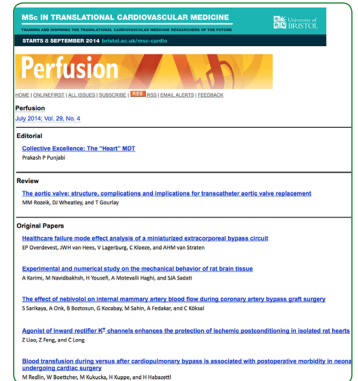 MSc IN TRANSLATIONAL CARDIOVASCULAR MEDICINE
TRAINING AND INSPIRING THE TRANSLATIONAL CARDIOVASCULAR MEDICINE RESEARCHERS OF THE FUTURE
University of
BRISTOL
STARTS 8 SEPTEMBER 2014 bristol.ac.uk/msc-cardio
Perfusion
HOME | ONLINEFIRST | ALL ISSUES | SUBSCRIBE | RSS RSS | EMAIL ALERTS | FEEDBACK
Perfusion
July 2014; Vol. 29, No. 4
Editorial
Collective Excellence: The "Heart" MDT
Prakash P Punjabi
Review
The aortic valve: structure, complications and implications for transcatheter aortic valve replacement
MM Rozeik, DJ Wheatley, and T Gourlay
Original Papers
Healthcare failure mode effect analysis of a miniaturized extracorporeal bypass circuit
EP Overdevest, JWH van Hees, V Lagerburg, C Kloeze, and AHM van Straten
Experimental and numerical study on the mechanical behavior of rat brain tissue
A Karimi, M Navidbakhsh, H Yousefi, A Motevalli Haghi, and SJA Sadati
The effect of nebivolol on internal mammary artery blood flow during coronary artery bypass graft surgery
S Sarikaya, A Onk, B Bootosun, G Kocabay, M Sahin, A Fedakar, and C Köksal
Agonist of inward rectifier K+ channels enhances the protection of ischemic postconditioning in isolated rat hearts
Z Liao, Z Feng, and C Long
Blood transfusion during versus after cardiopulmonary bypass is associated with postoperative morbidity in neona
undergoing cardiac surgery
M Redlin, W Boettcher, M Kukucka, H Kuppe, and H Habazettl